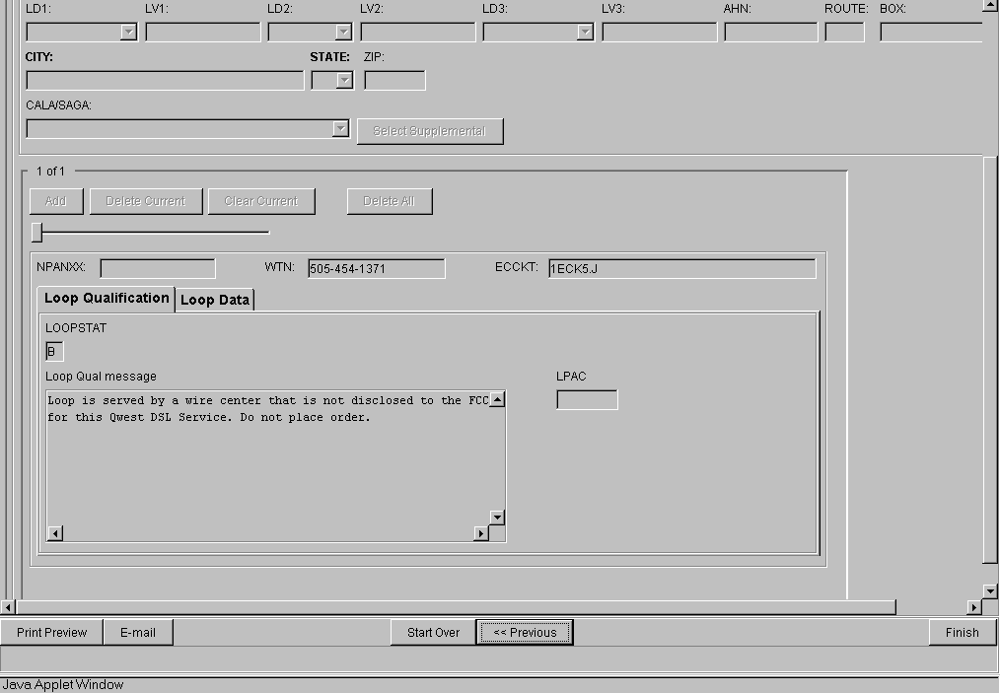 LD1: LV1: LD2: LV2: LD3: LV3: AHN: ROUTE: BOX:
CITY: STATE: ZIP:
CALA/SAGA:
Select Supplemental
1 of 1
Add Delete Current Clear Current Delete All
NPANXX: WTN: 505-454-1371 ECCKT: 1ECK5.J
Loop Qualification Loop Data
LOOPSTAT
B
Loop Qual message LPAC
Loop is served by a wire center that is not disclosed to the FCC
for this Qwest DSL Service. Do not place order.
Print Preview E-mail Start Over << Previous Finish
Java Applet Window